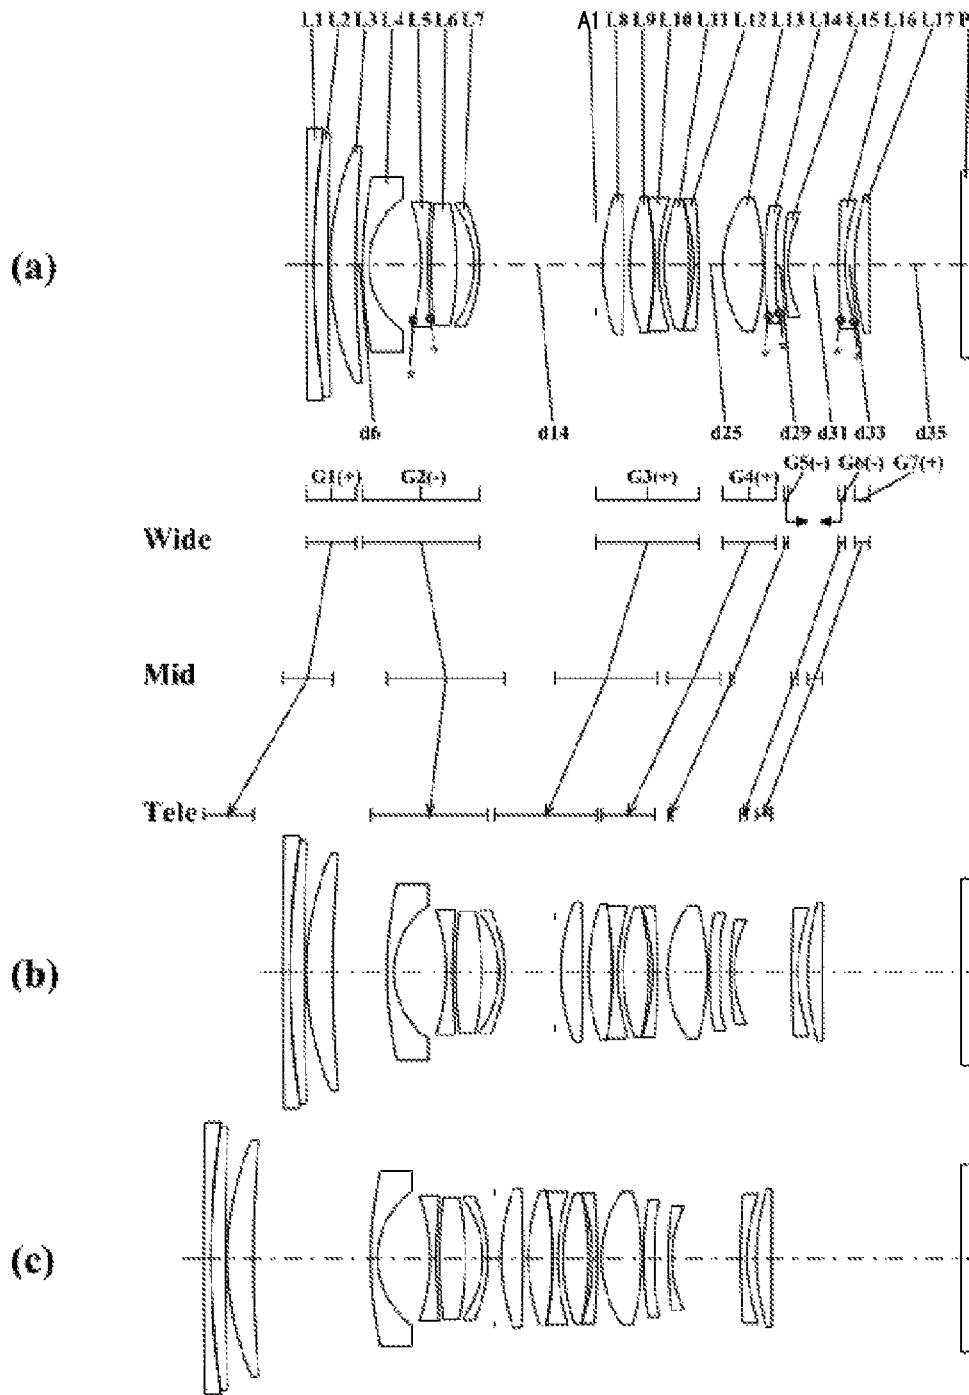 L1 L2 L3 L4 L5 L6 L7 A1 L8 L9 L10 L11 L12 L13 L14 L15 L16 L17 P
(a)
* * * * * *
d6 d14 d25 d29 d31 d33 d35
G1(+) G2(-) G3(+) G4(+) G5(-) G6(-) G7(+)
Wide
Mid
Tele
(b)
(c)